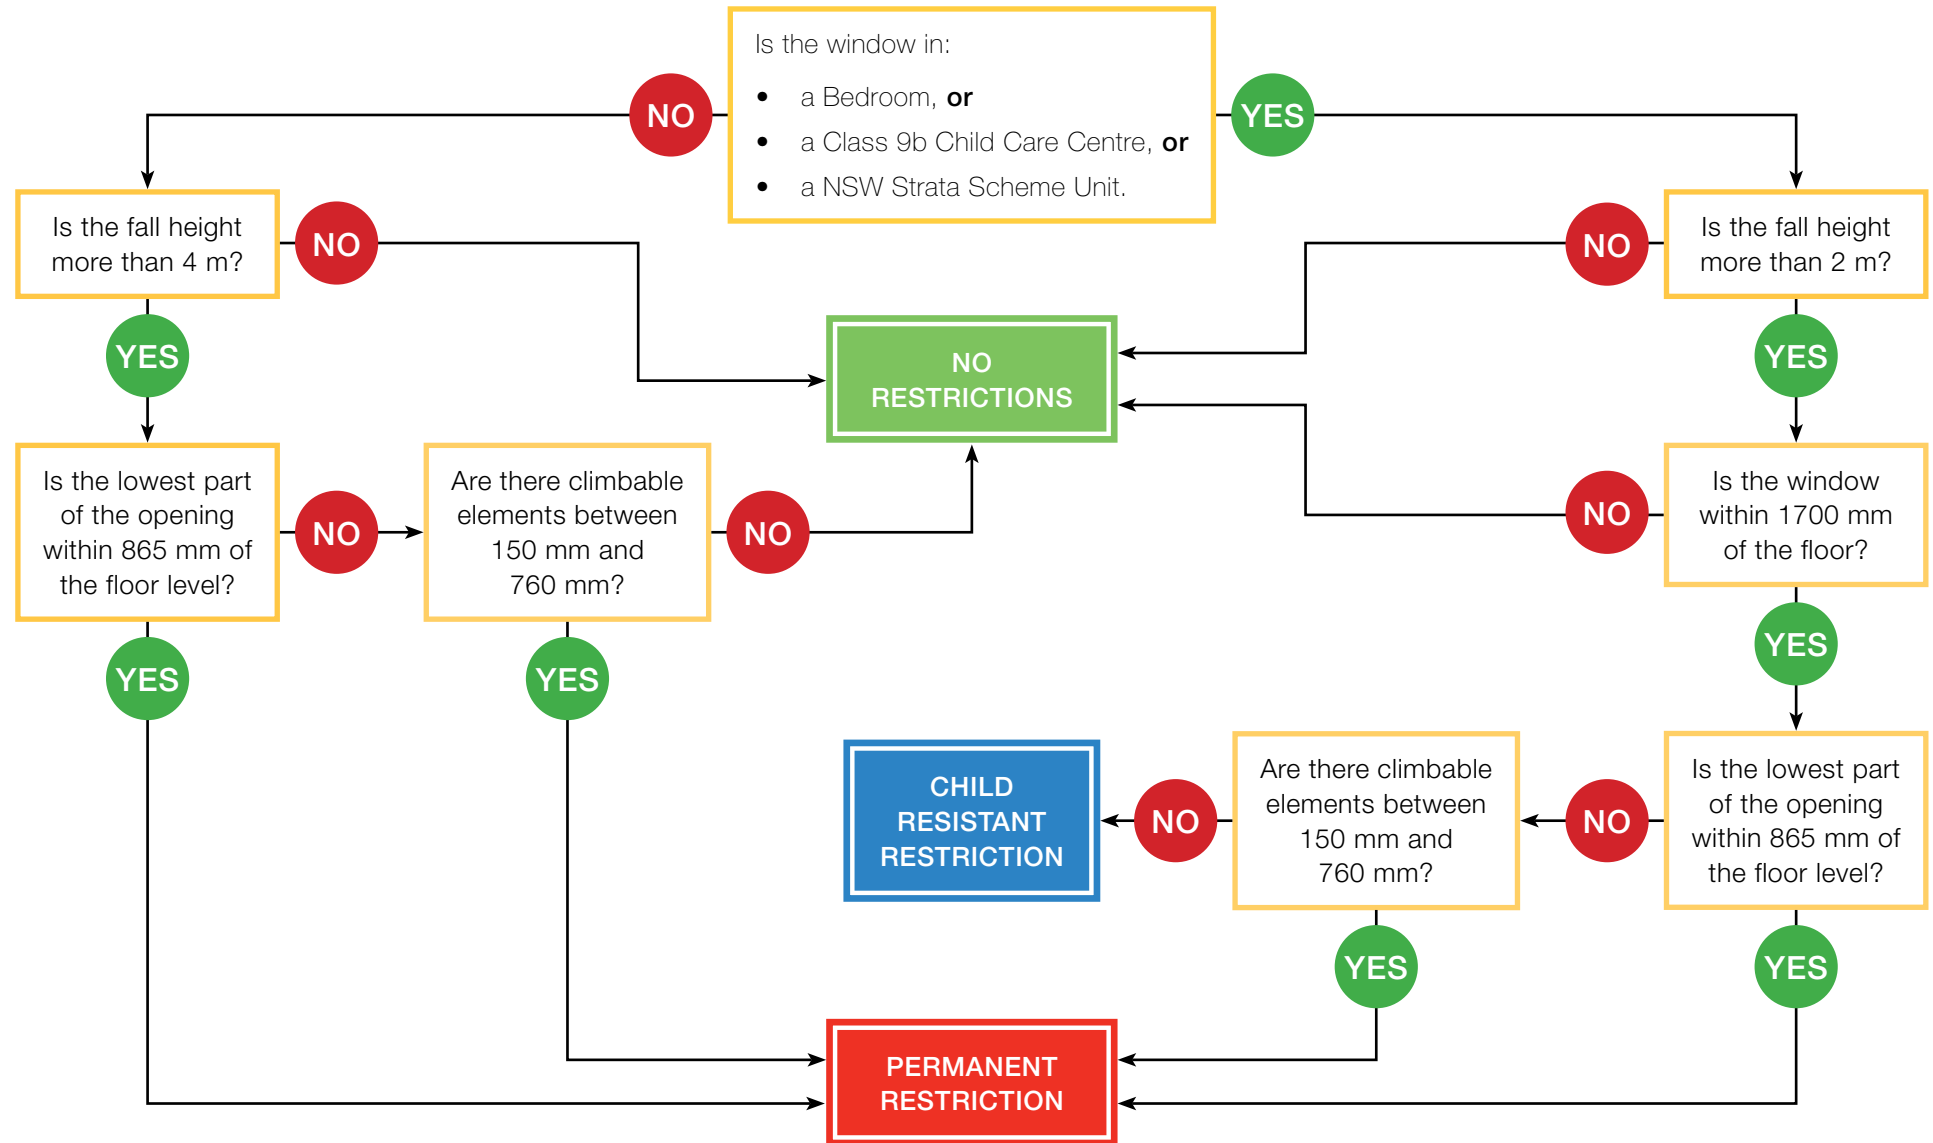 Is the window in:
• a Bedroom, or
• a Class 9b Child Care Centre, or
• a NSW Strata Scheme Unit.
NO
YES
Is the fall height
more than 4 m?
NO
YES
Is the lowest part
of the opening
within 865 mm of
the floor level?
NO
YES
Are there climbable
elements between
150 mm and
760 mm?
NO
YES
NO
RESTRICTIONS
Is the fall height
more than 2 m?
NO
YES
Is the window
within 1700 mm
of the floor?
NO
YES
Is the lowest part
of the opening
within 865 mm of
the floor level?
NO
YES
Are there climbable
elements between
150 mm and
760 mm?
NO
YES
CHILD
RESISTANT
RESTRICTION
PERMANENT
RESTRICTION